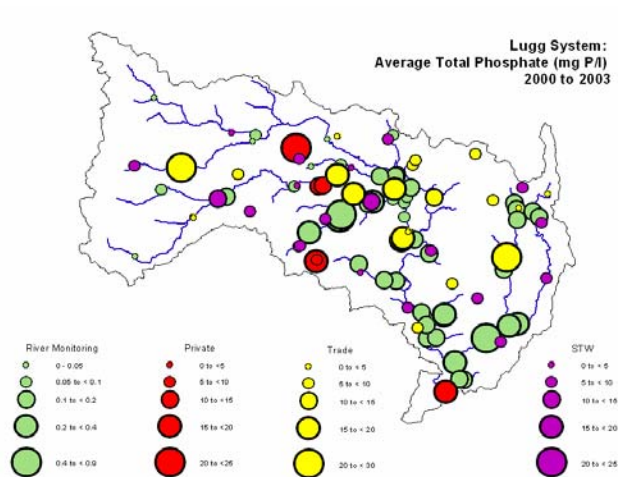 Lugg System:
Average Total Phosphate (mg P/l)
2000 to 2003
River Monitoring
0 - 0.05
0.05 to < 0.1
0.1 to < 0.2
0.2 to < 0.4
0.4 to < 0.9
Private
0 to <5
5 to <10
10 to <15
15 to <20
20 to <25
Trade
0 to < 5
5 to < 10
10 to < 15
15 to < 20
20 to < 30
STW
0 to < 5
5 to < 10
10 to < 15
15 to < 20
20 to < 25